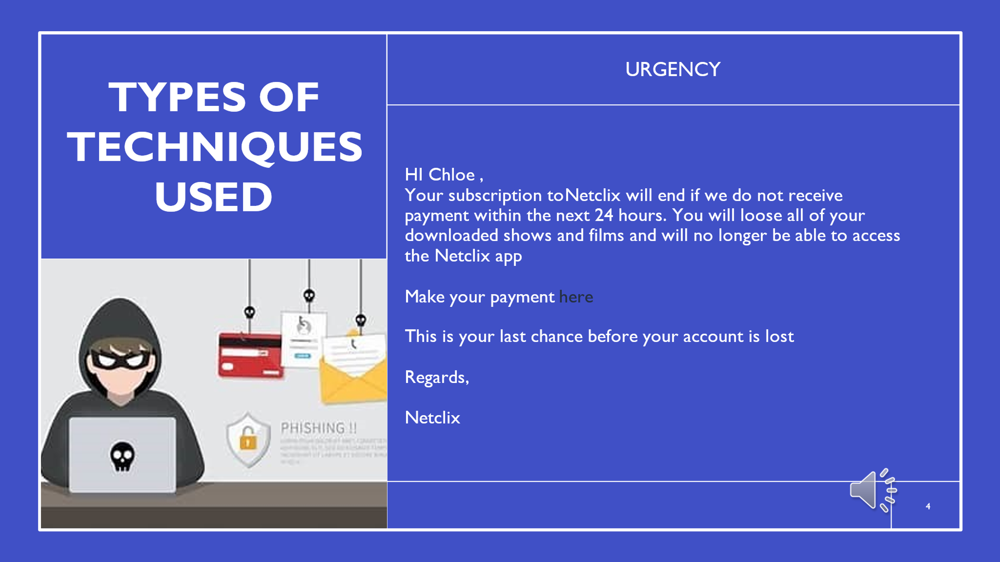 TYPES OF
TECHNIQUES
USED
URGENCY
HI Chloe ,
Your subscription toNetclix will end if we do not receive
payment within the next 24 hours. You will loose all of your
downloaded shows and films and will no longer be able to access
the Netclix app
Make your payment here
This is your last chance before your account is lost
Regards,
Netclix
PHISHING !!
4